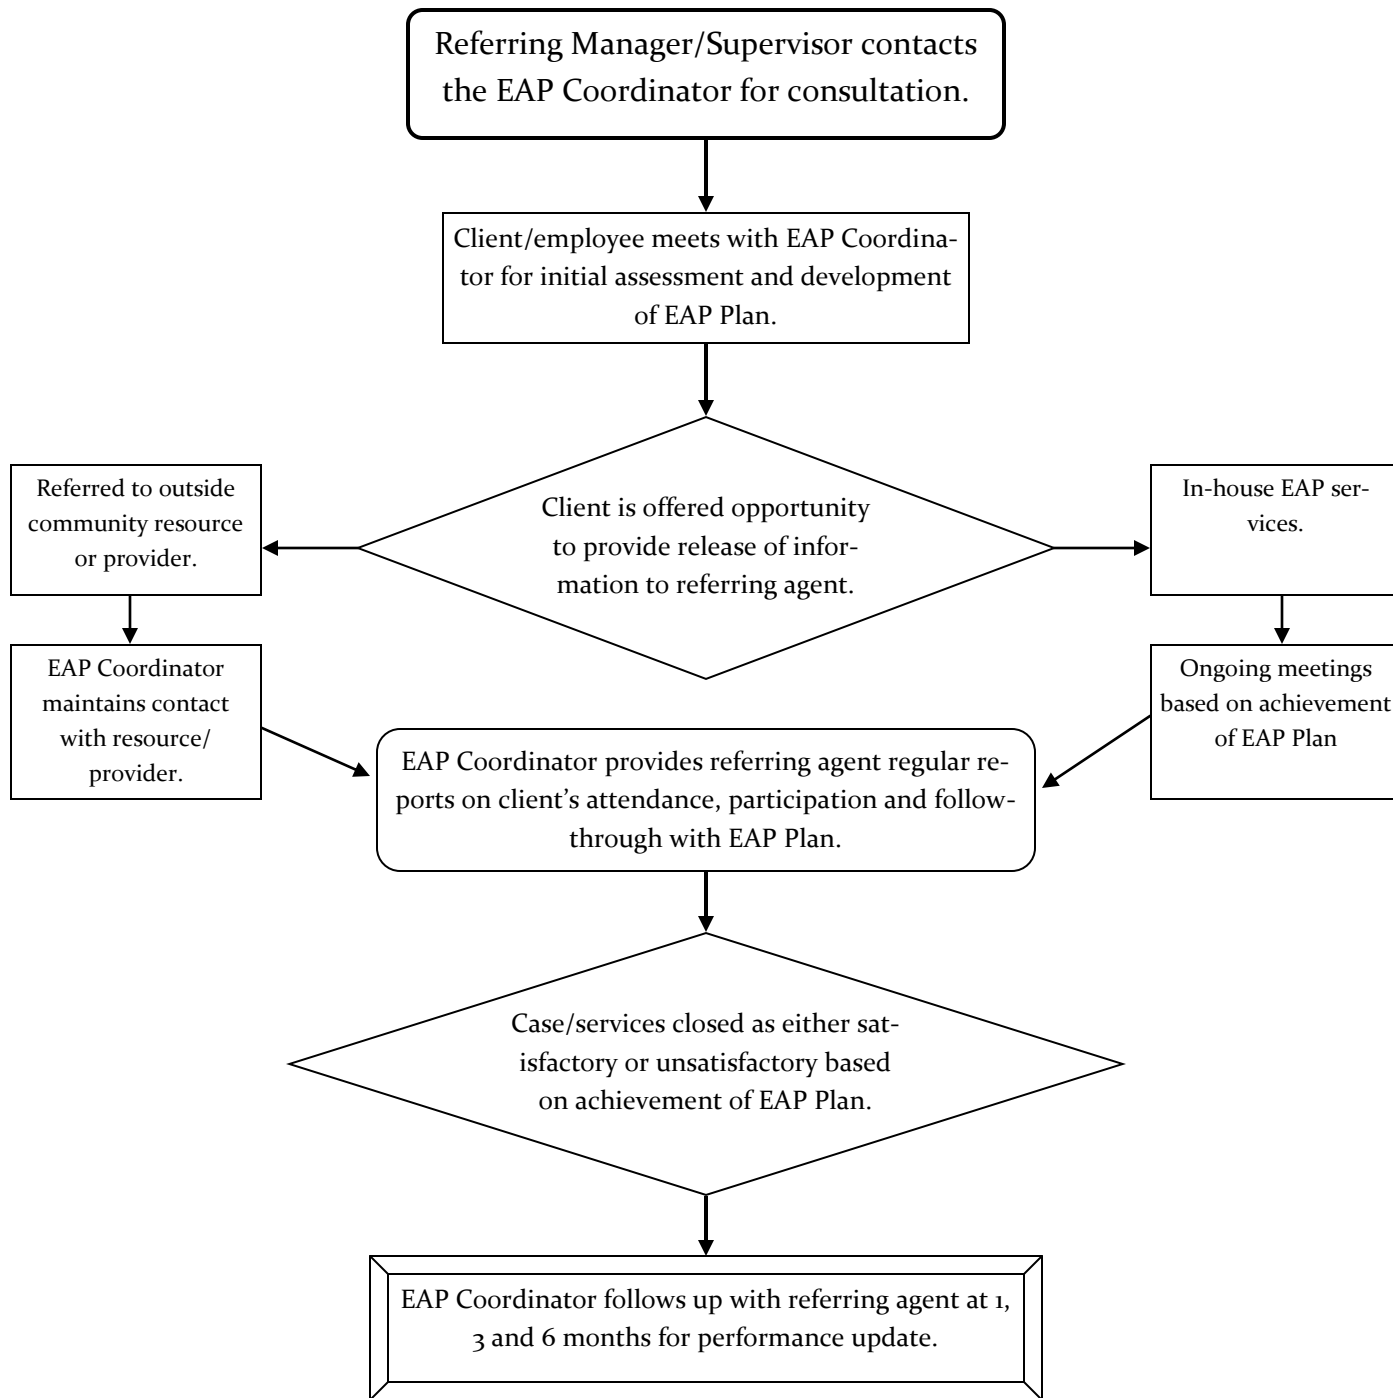 Referring Manager/Supervisor contacts
the EAP Coordinator for consultation.
Client/employee meets with EAP Coordina-
tor for initial assessment and development
of EAP Plan.
Client is offered opportunity
to provide release of infor-
mation to referring agent.
Referred to outside
community resource
or provider.
In-house EAP ser-
vices.
EAP Coordinator
maintains contact
with resource/
provider.
Ongoing meetings
based on achievement
of EAP Plan
EAP Coordinator provides referring agent regular re-
ports on client’s attendance, participation and follow-
through with EAP Plan.
Case/services closed as either sat-
isfactory or unsatisfactory based
on achievement of EAP Plan.
EAP Coordinator follows up with referring agent at 1,
3 and 6 months for performance update.